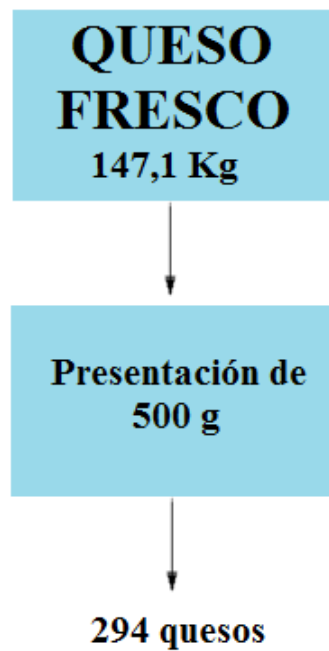 QUESO
FRESCO
147,1 Kg
Presentación de
500 g
294 quesos